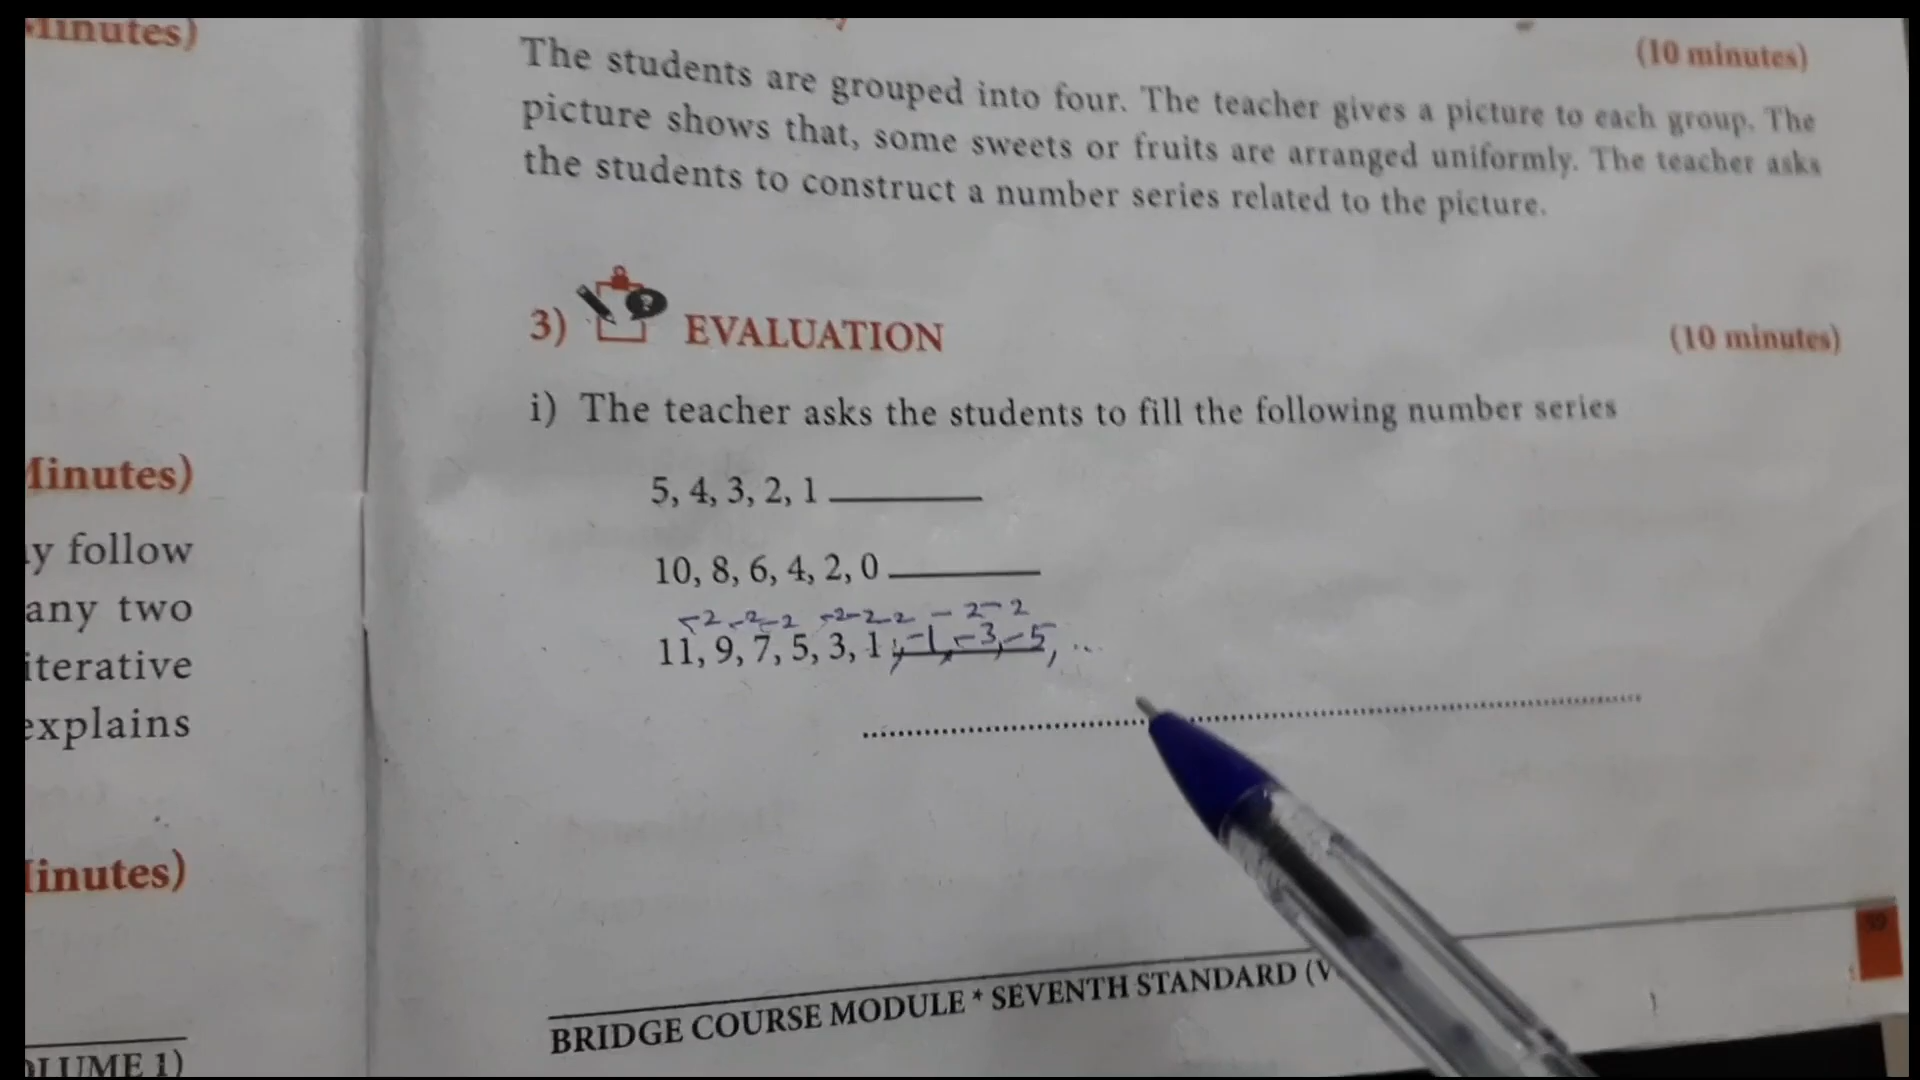 The students are grouped into four. The teacher gives a picture to each group. The
picture shows that, some sweets or fruits are arranged uniformly. The teacher asks
the students to construct a number series related to the picture.
(10 minutes)
3) ? EVALUATION
(10 minutes)
i) The teacher asks the students to fill the following number series
5, 4, 3, 2, 1
10, 8, 6, 4, 2, 0
-2 -2 -2 -2 -2 -2 -2 -2
11, 9, 7, 5, 3, 1, -1, -3, -5, ...
BRIDGE COURSE MODULE * SEVENTH STANDARD (V
Minutes)
Minutes)
y follow
any two
iterative
explains
Minutes)
OLUME 1)